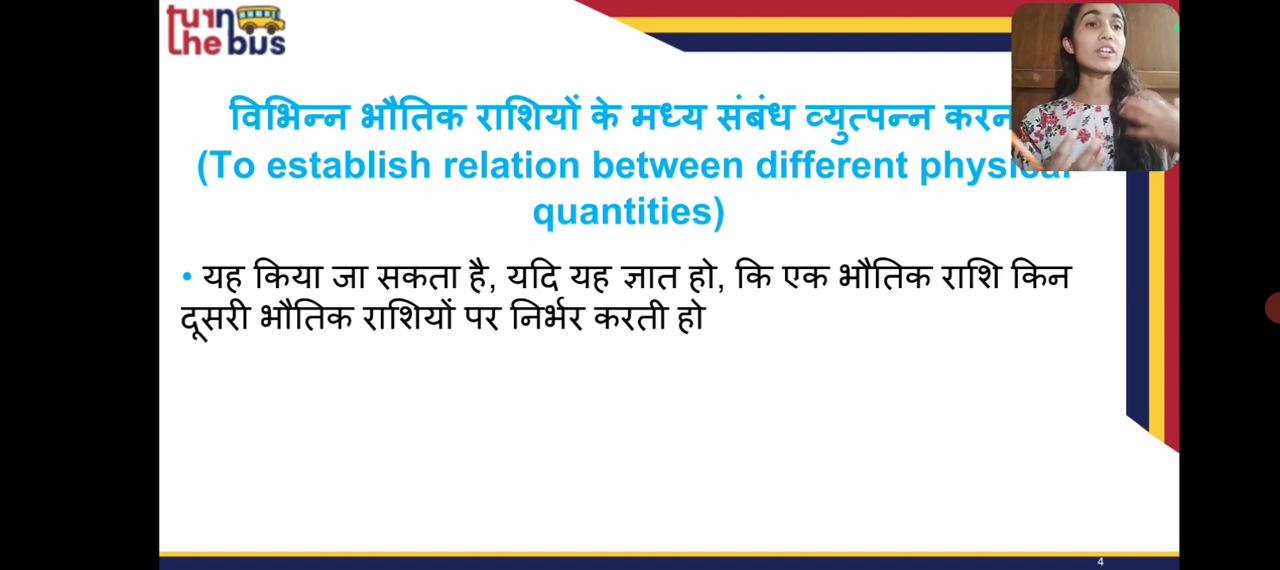 turn
the bus
विभिन्न भौतिक राशियों के मध्य संबंध व्युत्पन्न
(To establish relation between different physical
quantities)
• यह किया जा सकता है, यदि यह ज्ञात हो, कि एक भौतिक राशि किन
दूसरी भौतिक राशियों पर निर्भर करती हो
4